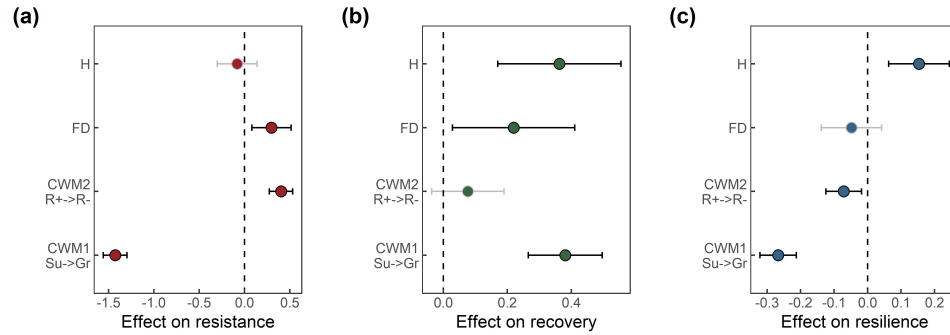 (a)
H
FD
CWM2
R+->R-
CWM1
Su->Gr
-1.5 -1.0 -0.5 0.0 0.5
Effect on resistance
(b)
H
FD
CWM2
R+->R-
CWM1
Su->Gr
0.0 0.2 0.4
Effect on recovery
(c)
H
FD
CWM2
R+->R-
CWM1
Su->Gr
-0.3 -0.2 -0.1 0.0 0.1 0.2
Effect on resilience